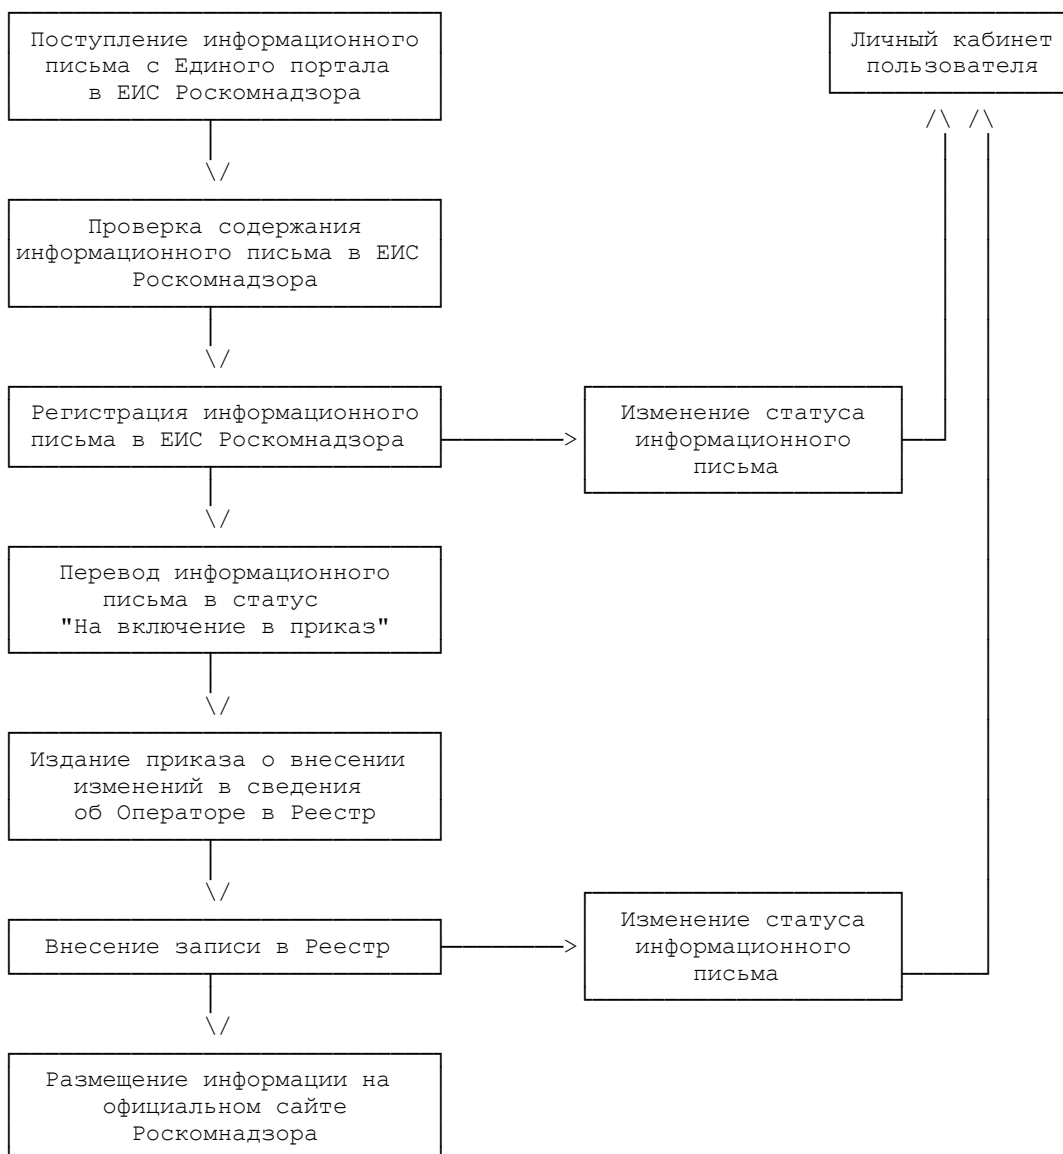 Поступление информационного
письма с Единого портала
в ЕИС Роскомнадзора
Личный кабинет
пользователя
Проверка содержания
информационного письма в ЕИС
Роскомнадзора
Регистрация информационного
письма в ЕИС Роскомнадзора
Изменение статуса
информационного
письма
Перевод информационного
письма в статус
"На включение в приказ"
Издание приказа о внесении
изменений в сведения
об Операторе в Реестр
Внесение записи в Реестр
Изменение статуса
информационного
письма
Размещение информации на
официальном сайте
Роскомнадзора